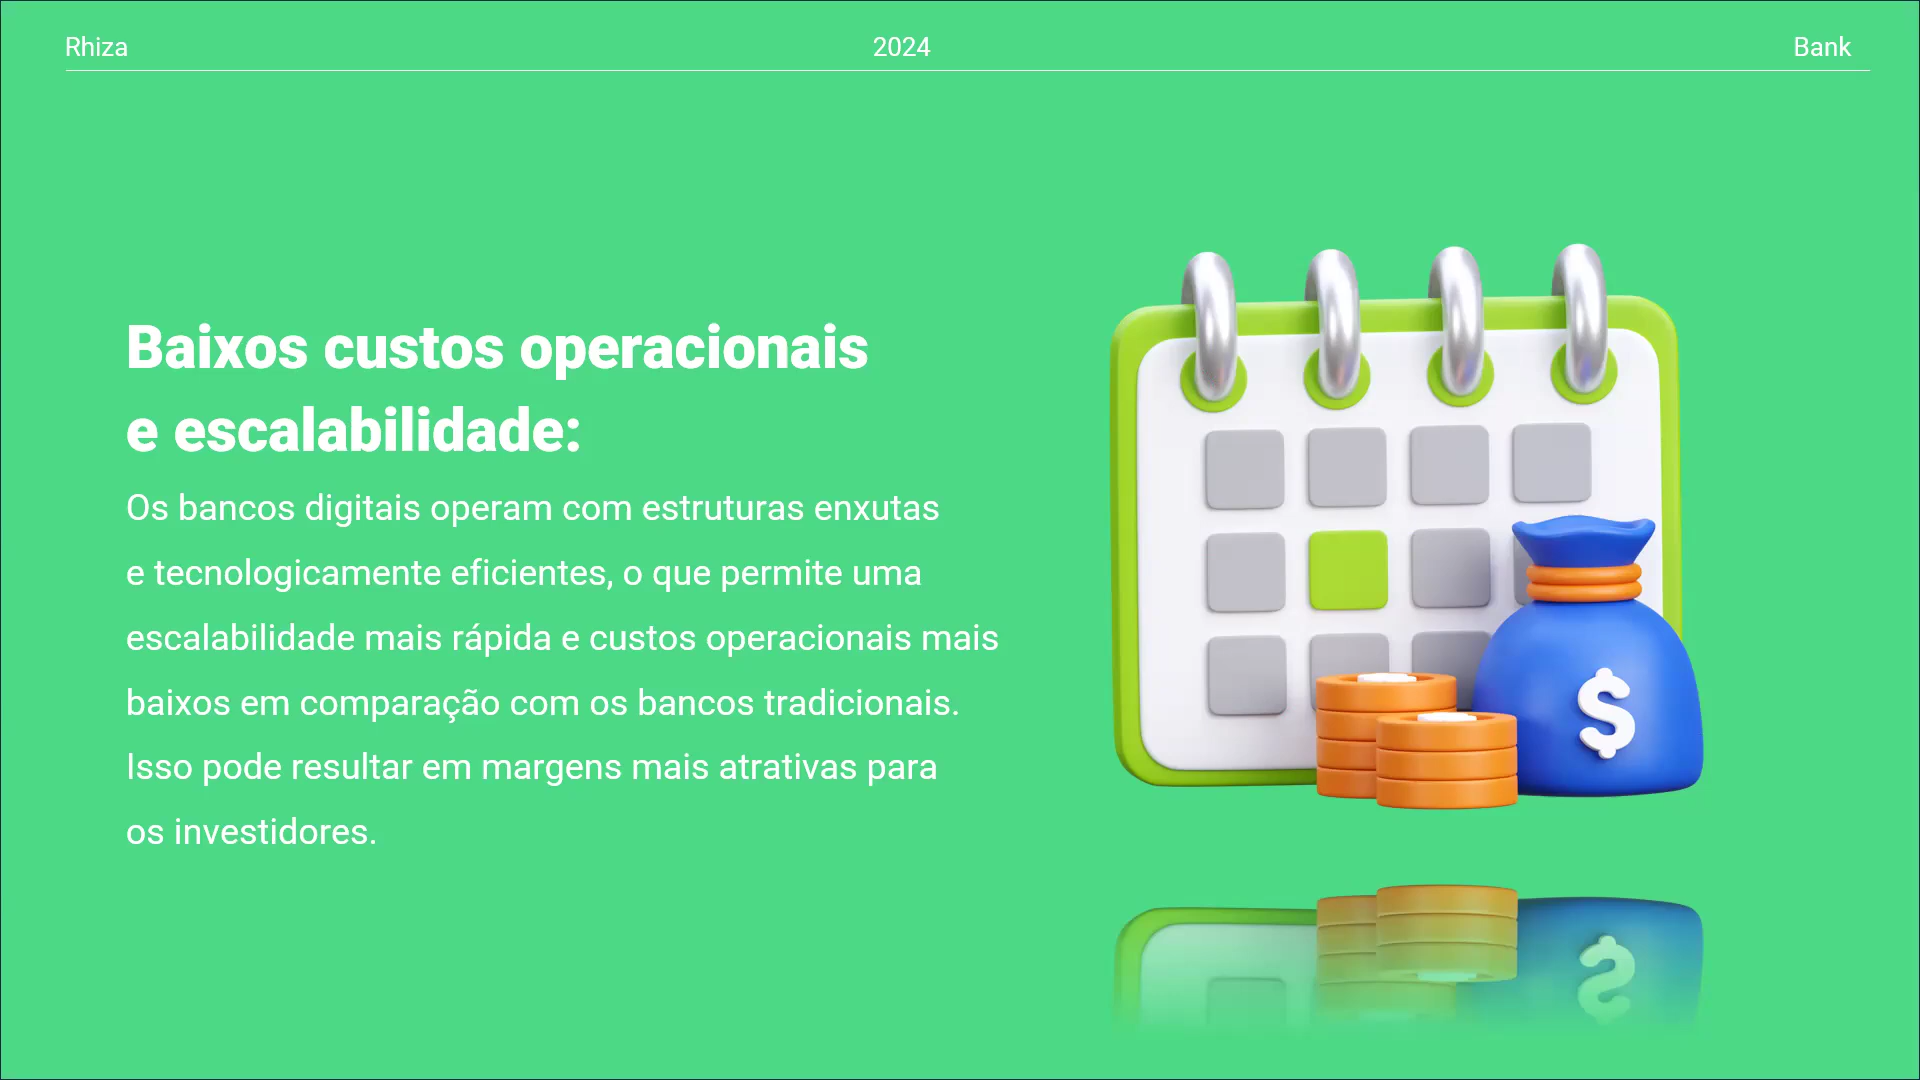 Rhiza 2024 Bank
Baixos custos operacionais
e escalabilidade:
Os bancos digitais operam com estruturas enxutas
e tecnologicamente eficientes, o que permite uma
escalabilidade mais rápida e custos operacionais mais
baixos em comparação com os bancos tradicionais.
Isso pode resultar em margens mais atrativas para
os investidores.
$